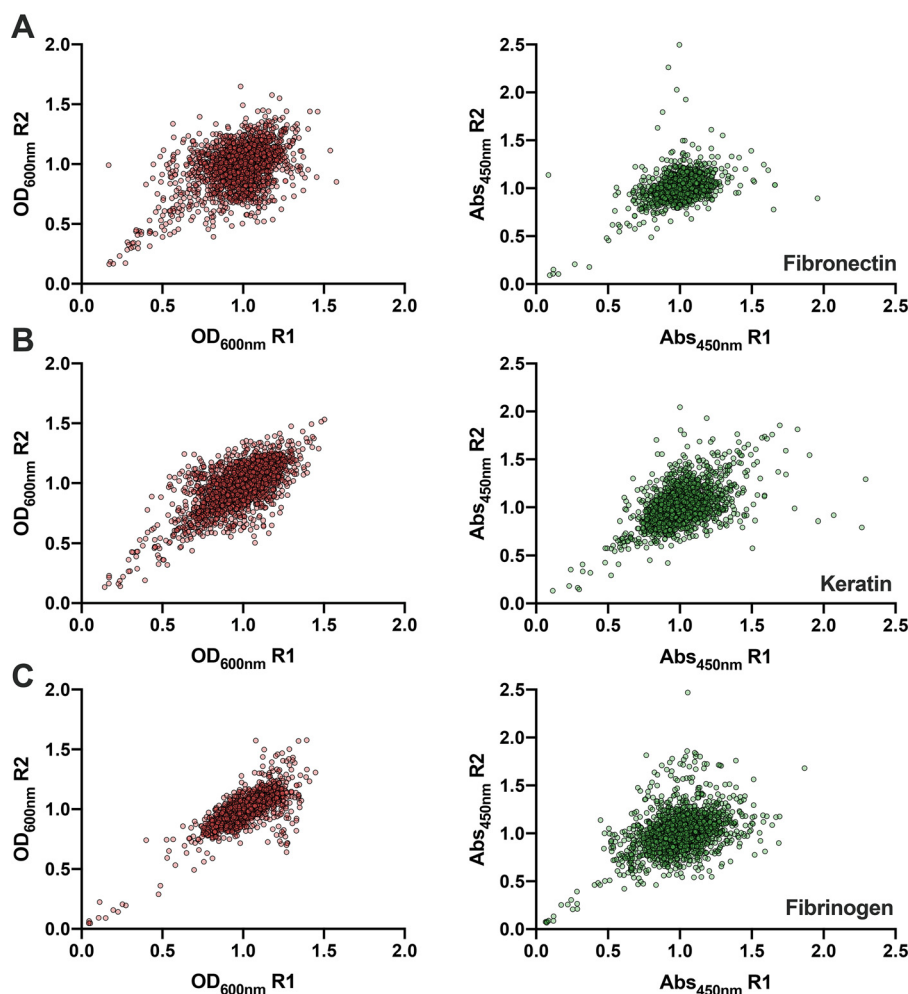 A
2.0
1.5
1.0
0.5
0.0
0.0 0.5 1.0 1.5 2.0
OD600nm R2
OD600nm R1
2.5
2.0
1.5
1.0
0.5
0.0
0.0 0.5 1.0 1.5 2.0 2.5
Abs450nm R2
Abs450nm R1
Fibronectin
B
2.0
1.5
1.0
0.5
0.0
0.0 0.5 1.0 1.5 2.0
OD600nm R2
OD600nm R1
2.5
2.0
1.5
1.0
0.5
0.0
0.0 0.5 1.0 1.5 2.0 2.5
Abs450nm R2
Abs450nm R1
Keratin
C
2.0
1.5
1.0
0.5
0.0
0.0 0.5 1.0 1.5 2.0
OD600nm R2
OD600nm R1
2.5
2.0
1.5
1.0
0.5
0.0
0.0 0.5 1.0 1.5 2.0 2.5
Abs450nm R2
Abs450nm R1
Fibrinogen